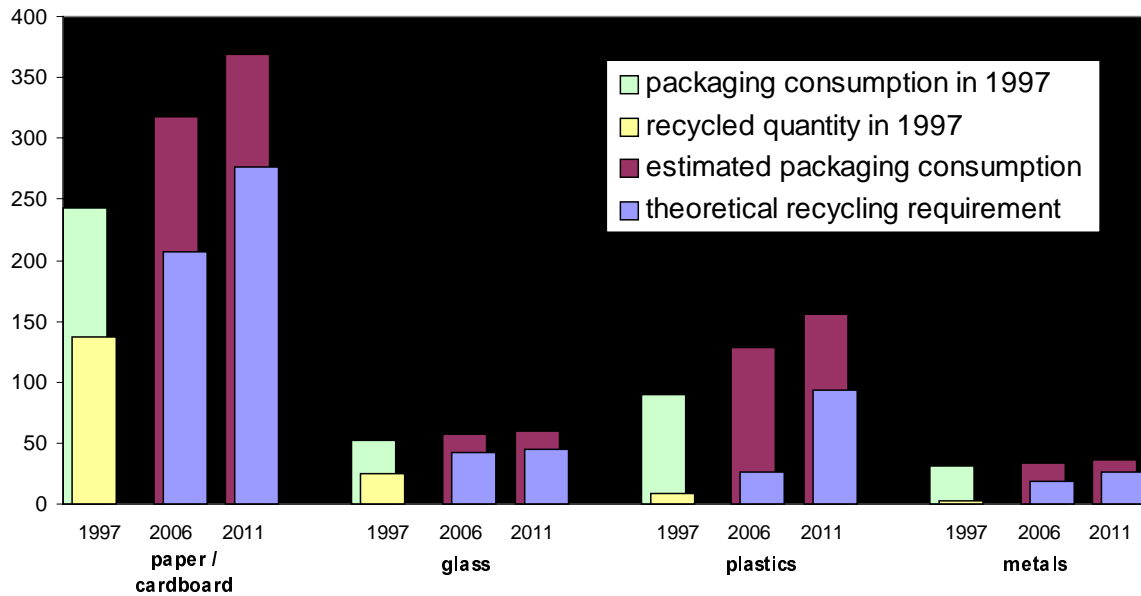 400
350
300
250
200
150
100
50
0
packaging consumption in 1997
recycled quantity in 1997
estimated packaging consumption
theoretical recycling requirement
1997 2006 2011 1997 2006 2011 1997 2006 2011 1997 2006 2011
paper / glass plastics metals
cardboard